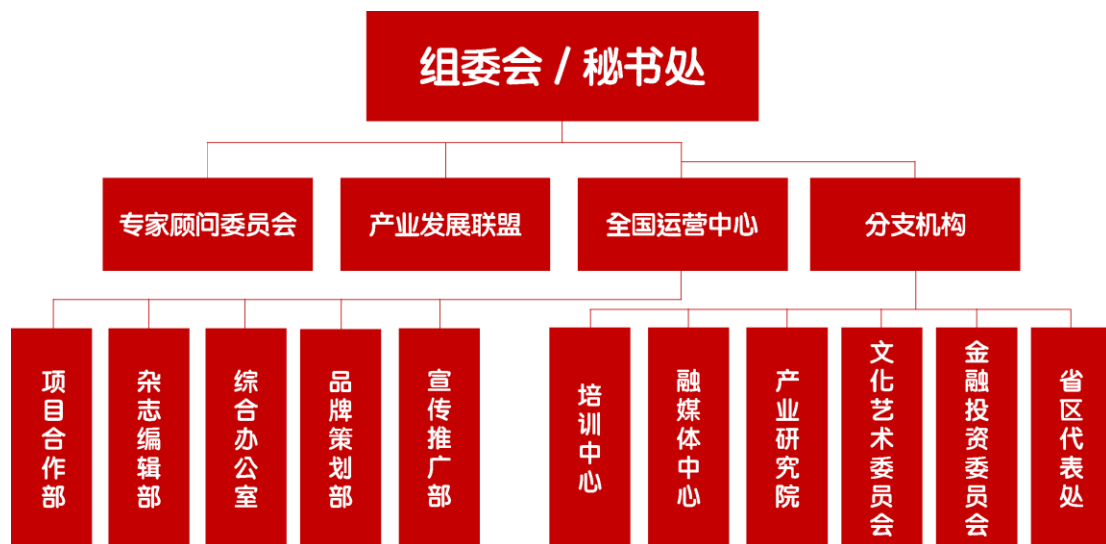 组委会 / 秘书处
专家顾问委员会
产业发展联盟
全国运营中心
分支机构
项目合作部
杂志编辑部
综合办公室
品牌策划部
宣传推广部
培训中心
融媒体中心
产业研究院
文化艺术委员会
金融投资委员会
省区代表处